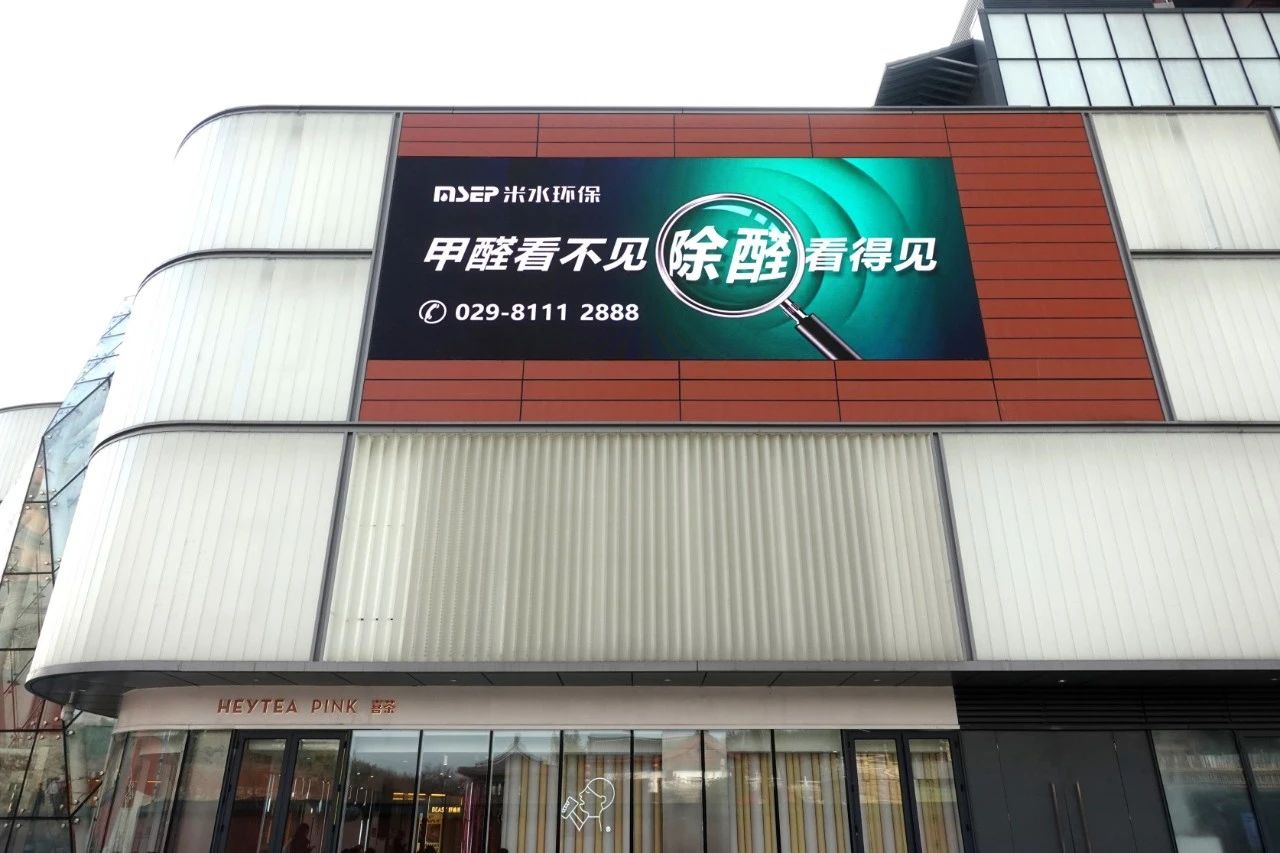 MSEP 米水环保
甲醛看不见 除醛 看得见
029-8111 2888
HEYTEA PINK 喜茶